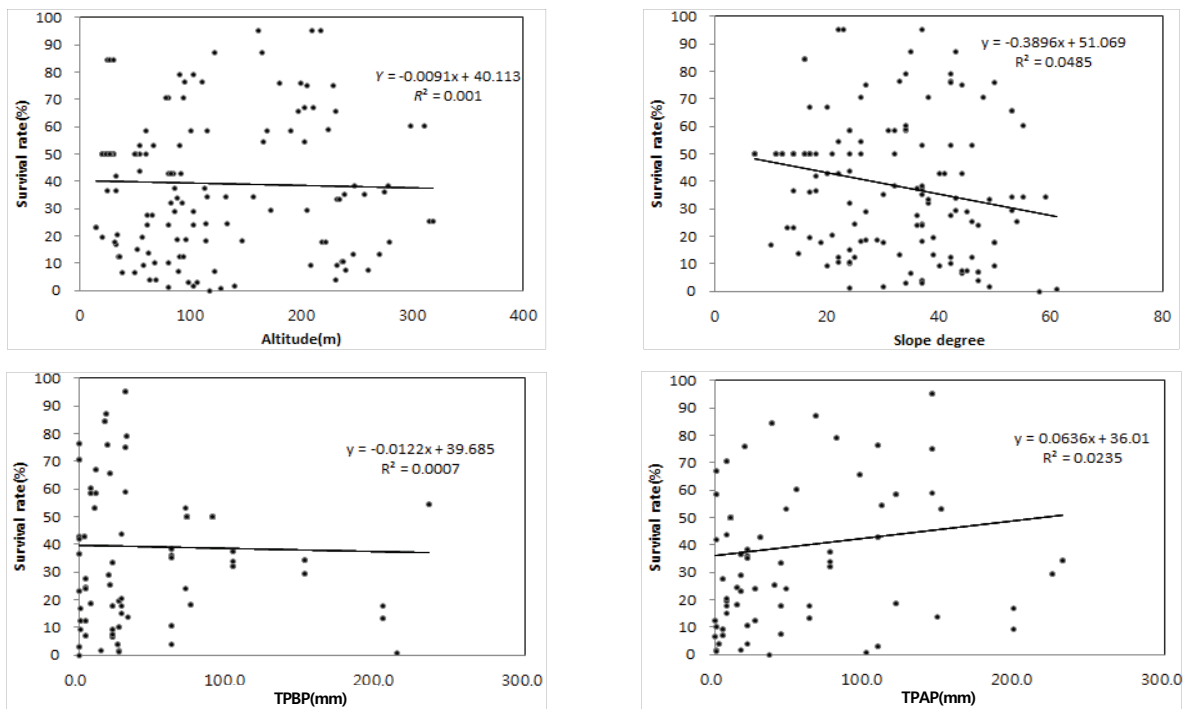 100
90
80
70
60
50
40
30
20
10
0
Survival rate(%)
Y = -0.0091x + 40.113
R² = 0.001
0 100 200 300 400
Altitude(m)
100
90
80
70
60
50
40
30
20
10
0
Survival rate(%)
y = -0.3896x + 51.069
R² = 0.0485
0 20 40 60 80
Slope degree
100
90
80
70
60
50
40
30
20
10
0
Survival rate(%)
y = -0.0122x + 39.685
R² = 0.0007
0.0 100.0 200.0 300.0
TPBP(mm)
100
90
80
70
60
50
40
30
20
10
0
Survival rate(%)
y = 0.0636x + 36.01
R² = 0.0235
0.0 100.0 200.0 300.0
TPAP(mm)